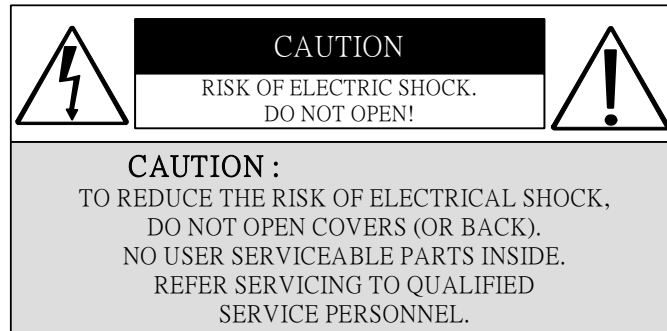 CAUTION
RISK OF ELECTRIC SHOCK.
DO NOT OPEN!
CAUTION :
TO REDUCE THE RISK OF ELECTRICAL SHOCK,
DO NOT OPEN COVERS (OR BACK).
NO USER SERVICEABLE PARTS INSIDE.
REFER SERVICING TO QUALIFIED
SERVICE PERSONNEL.